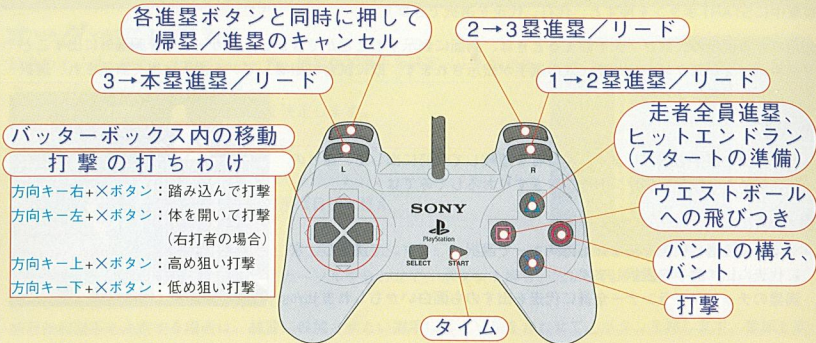 各進塁ボタンと同時に押して
帰塁／進塁のキャンセル
2→3塁進塁／リード
3→本塁進塁／リード
1→2塁進塁／リード
バッターボックス内の移動
打撃の打ちわけ
方向キー右+×ボタン：踏み込んで打撃
方向キー左+×ボタン：体を開いて打撃
（右打者の場合）
方向キー上+×ボタン：高め狙い打撃
方向キー下+×ボタン：低め狙い打撃
走者全員進塁、
ヒットエンドラン
（スタートの準備）
ウエストボール
への飛びつき
バントの構え、
バント
打撃
タイム
L
R
SONY
PlayStation
SELECT
START